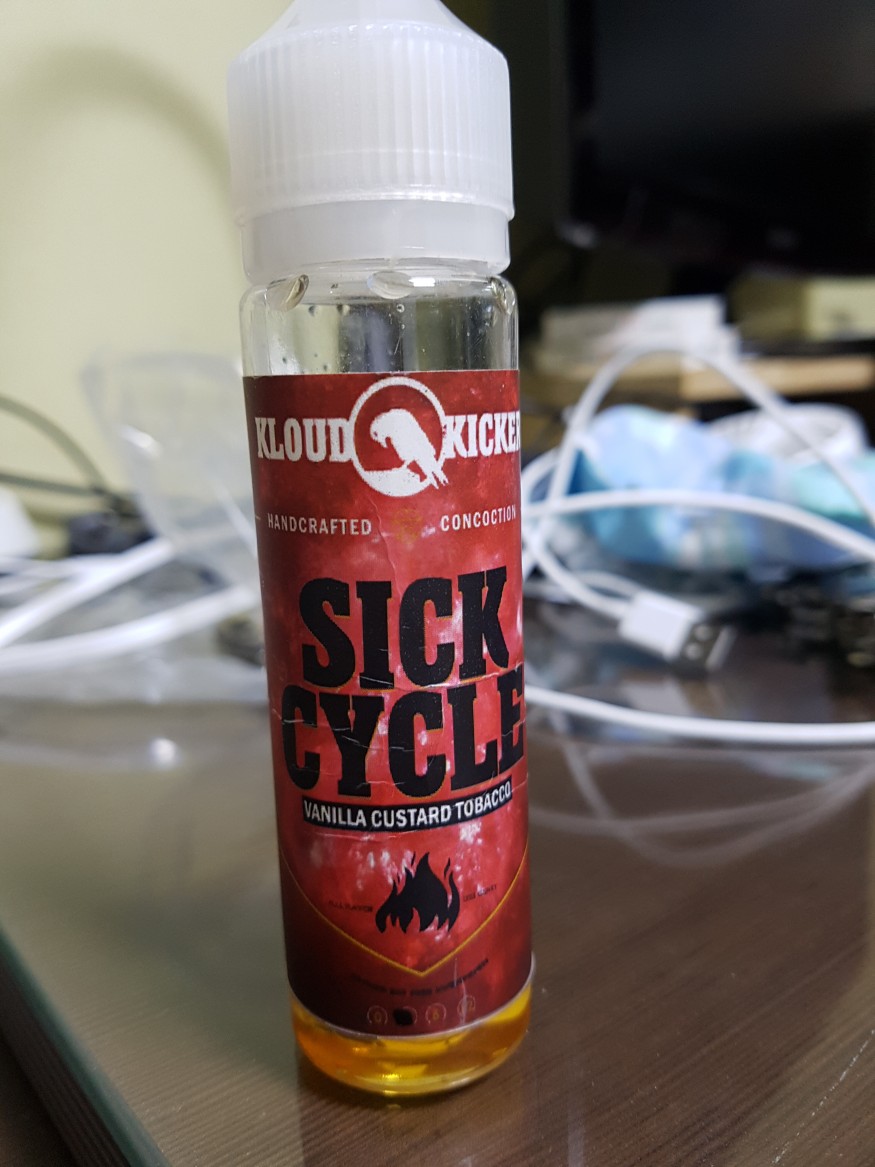 KLOUD KICKER
HANDCRAFTED CONCOCTION
SICK
CYCLE
VANILLA CUSTARD TOBACCO